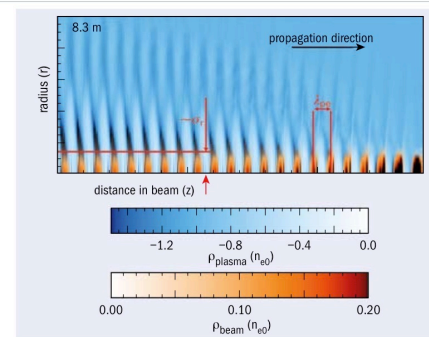 8.3 m
propagation direction
radius (r)
distance in beam (z)
−1.2 −0.8 −0.4 0.0
ρplasma (ne0)
0.00 0.10 0.20
ρbeam (ne0)